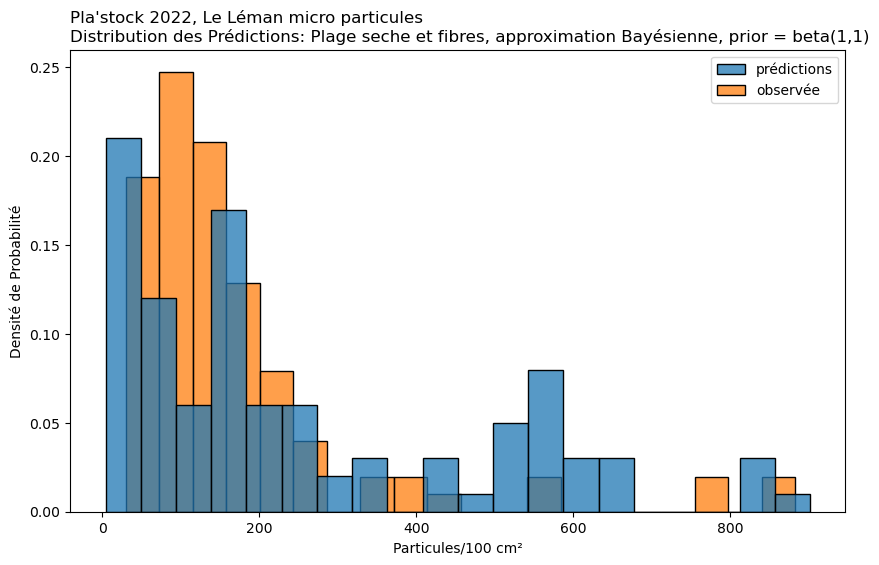 Pla'stock 2022, Le Léman micro particules
Distribution des Prédictions: Plage seche et fibres, approximation Bayésienne, prior = beta(1,1)
prédictions
observée
Densité de Probabilité
0.25
0.20
0.15
0.10
0.05
0.00
0
200
400
600
800
Particules/100 cm²